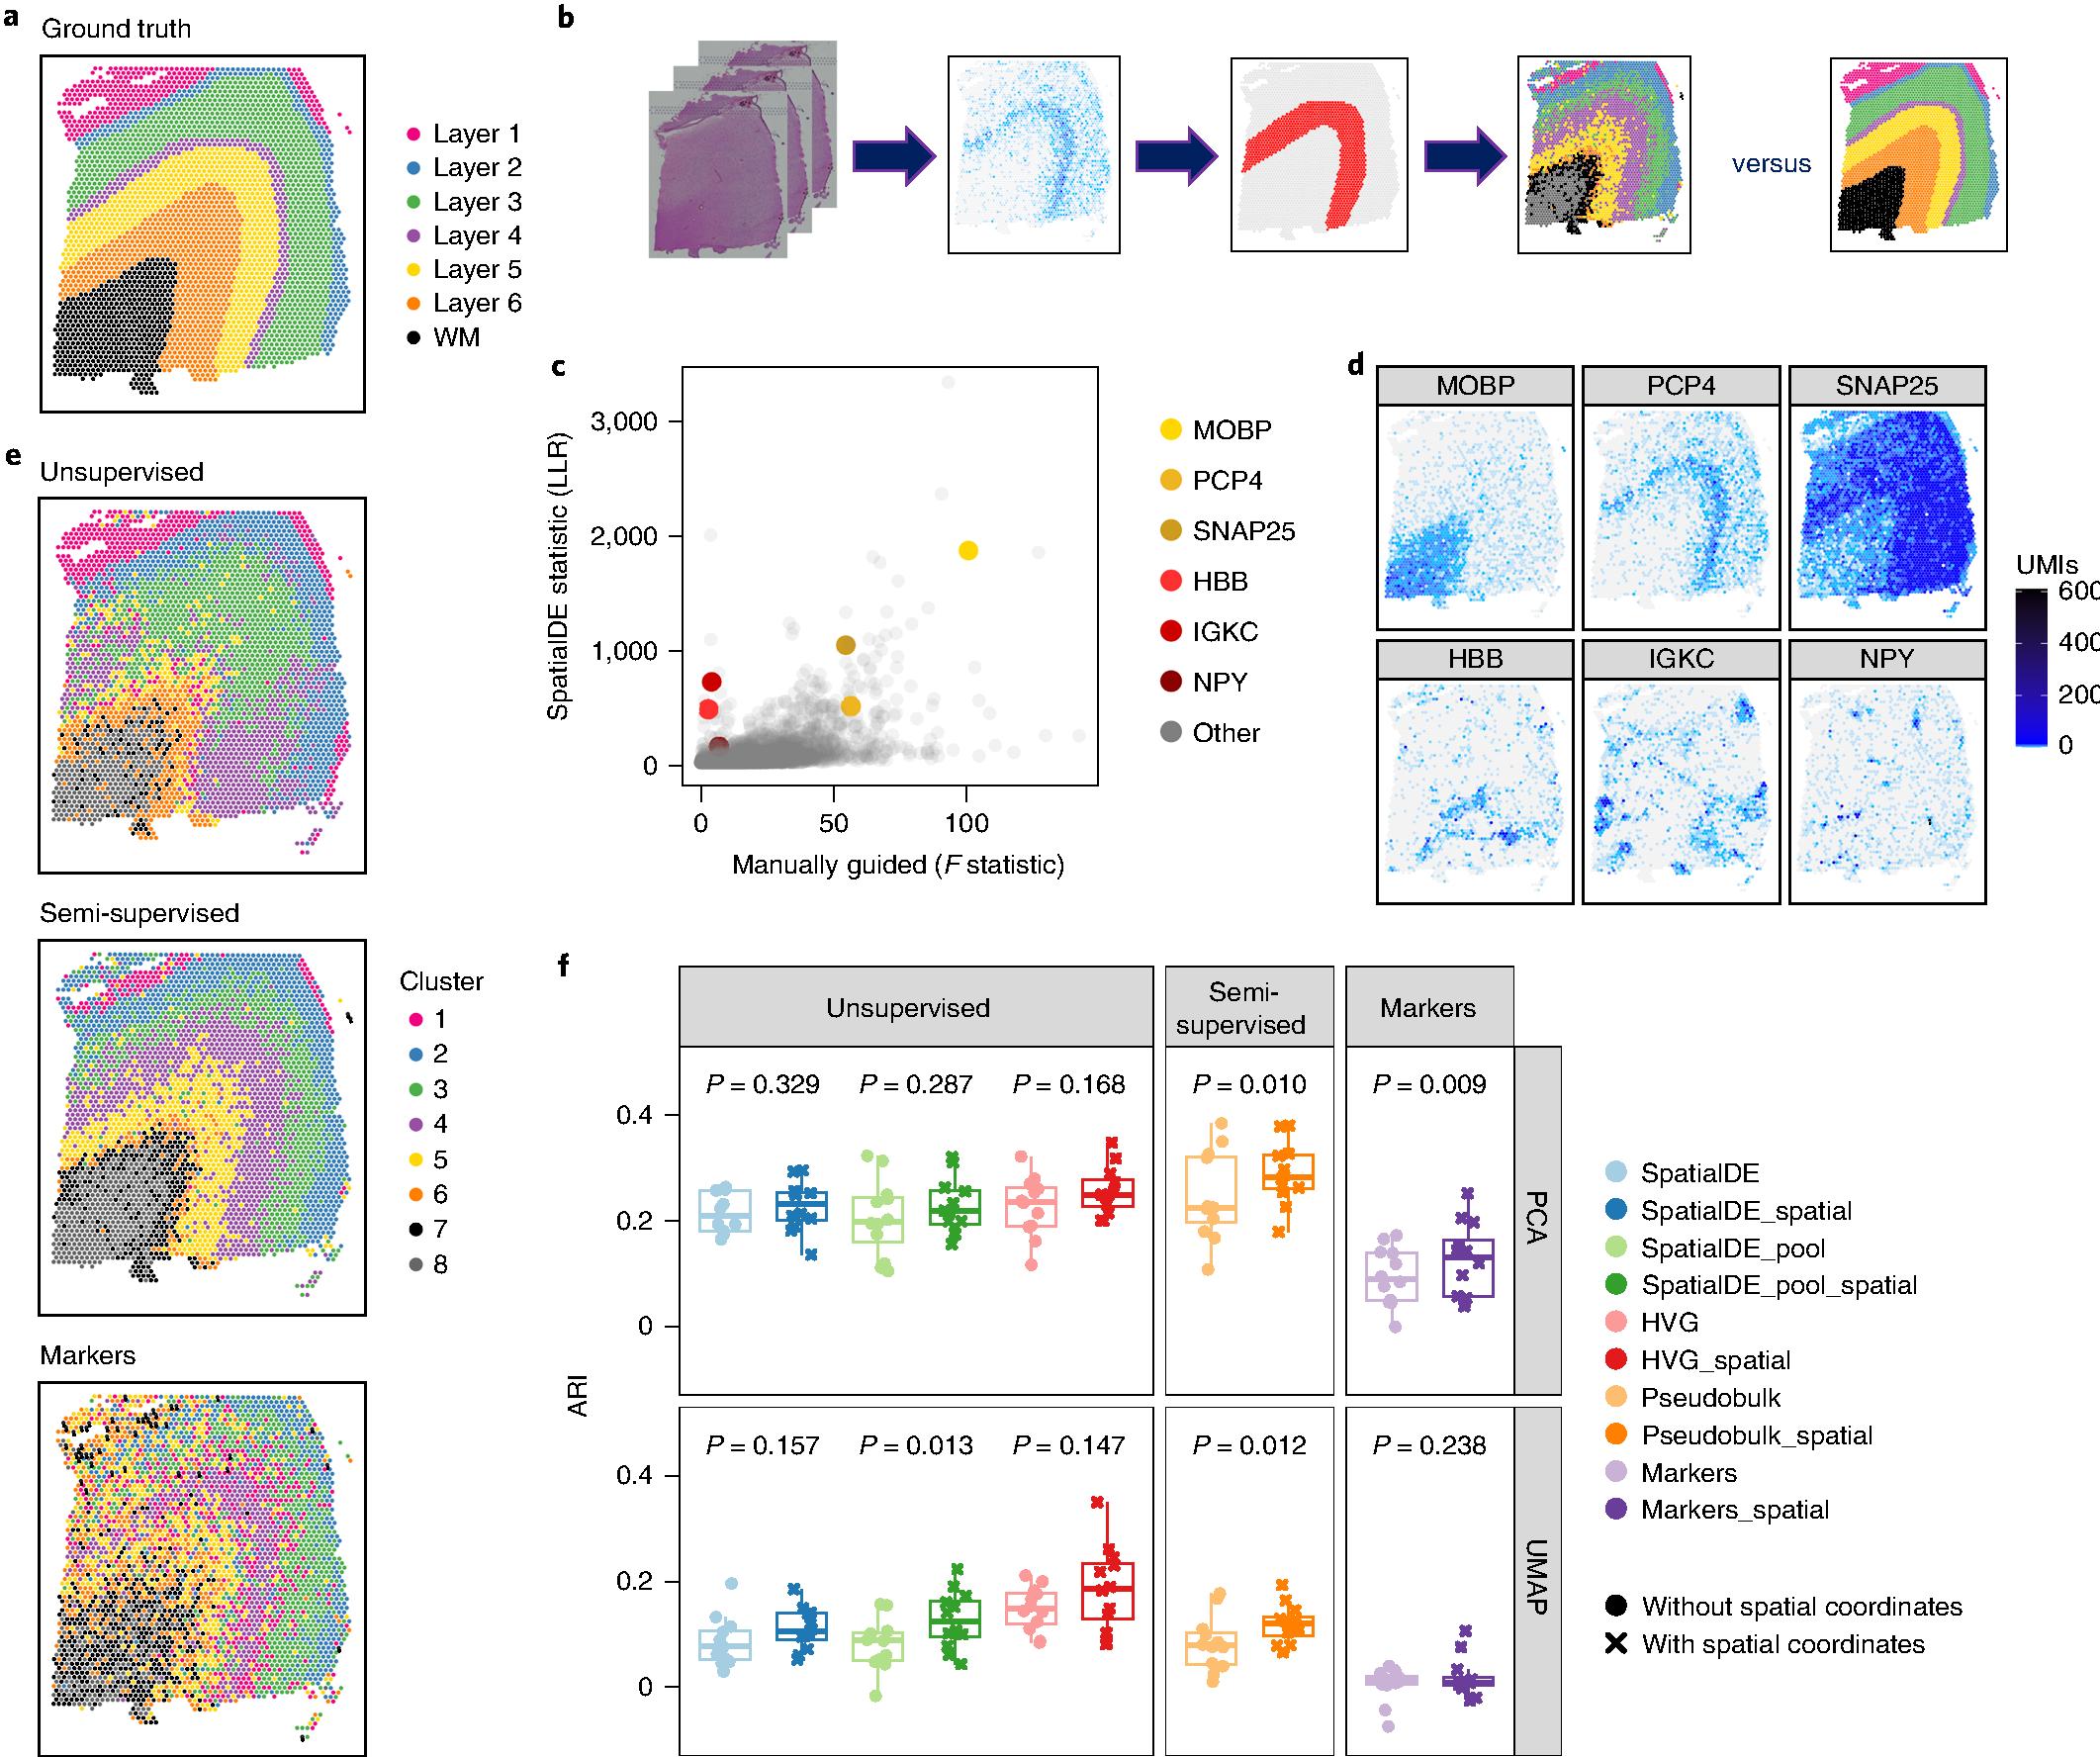 a
Ground truth
Layer 1
Layer 2
Layer 3
Layer 4
Layer 5
Layer 6
WM
b
versus
c
SpatialDE statistic (LLR)
3,000
2,000
1,000
0
0
50
100
Manually guided (F statistic)
MOBP
PCP4
SNAP25
HBB
IGKC
NPY
Other
d
MOBP
PCP4
SNAP25
HBB
IGKC
NPY
UMIs
600
400
200
0
e
Unsupervised
Semi-supervised
Cluster
1
2
3
4
5
6
7
8
Markers
f
Unsupervised
Semi-
supervised
Markers
P = 0.329
P = 0.287
P = 0.168
P = 0.010
P = 0.009
0.4
0.2
0
PCA
ARI
P = 0.157
P = 0.013
P = 0.147
P = 0.012
P = 0.238
0.4
0.2
0
UMAP
SpatialDE
SpatialDE_spatial
SpatialDE_pool
SpatialDE_pool_spatial
HVG
HVG_spatial
Pseudobulk
Pseudobulk_spatial
Markers
Markers_spatial
Without spatial coordinates
With spatial coordinates